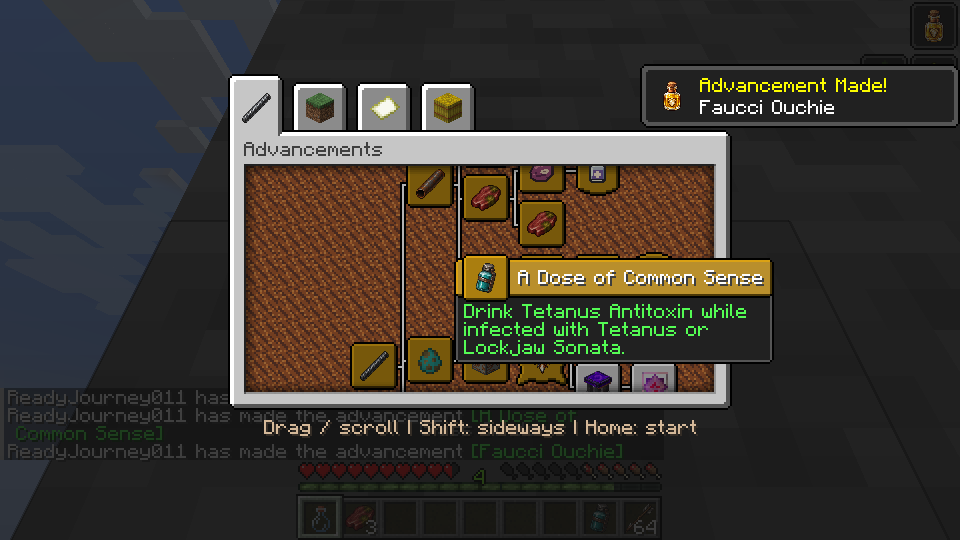 Advancement Made!
Faucci Ouchie
Advancements
A Dose of Common Sense
Drink Tetanus Antitoxin while
infected with Tetanus or
Lockjaw Sonata.
ReadyJourney011 has
ReadyJourney011 has made the advancement [A Dose of
Common Sense]
Drag / scroll | Shift: sideways | Home: start
ReadyJourney011 has made the advancement [Faucci Ouchie]
4
3
64